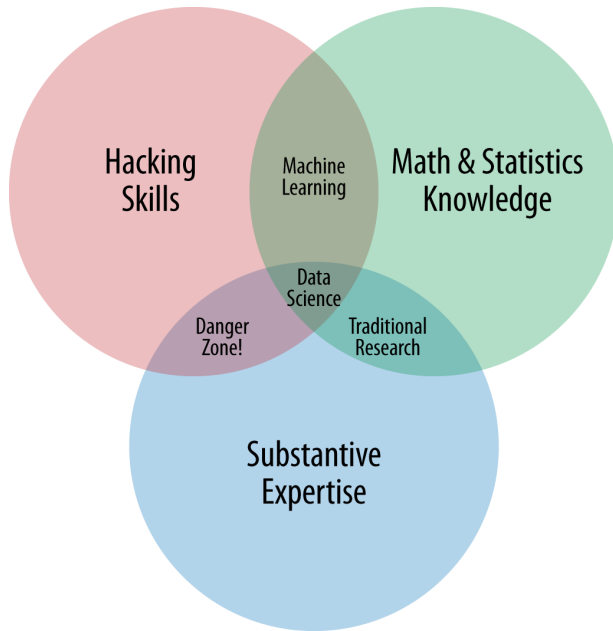 Hacking
Skills
Machine
Learning
Math & Statistics
Knowledge
Data
Science
Danger
Zone!
Traditional
Research
Substantive
Expertise